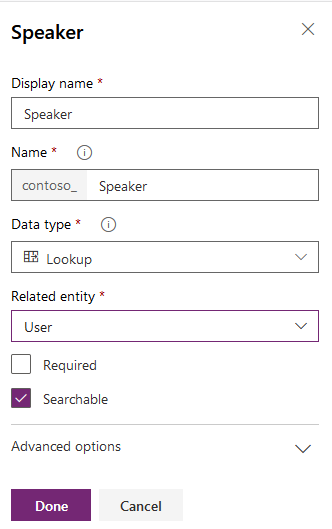 Speaker
Display name *
Speaker
Name *
contoso_ Speaker
Data type *
Lookup
Related entity *
User
Required
Searchable
Advanced options
Done Cancel